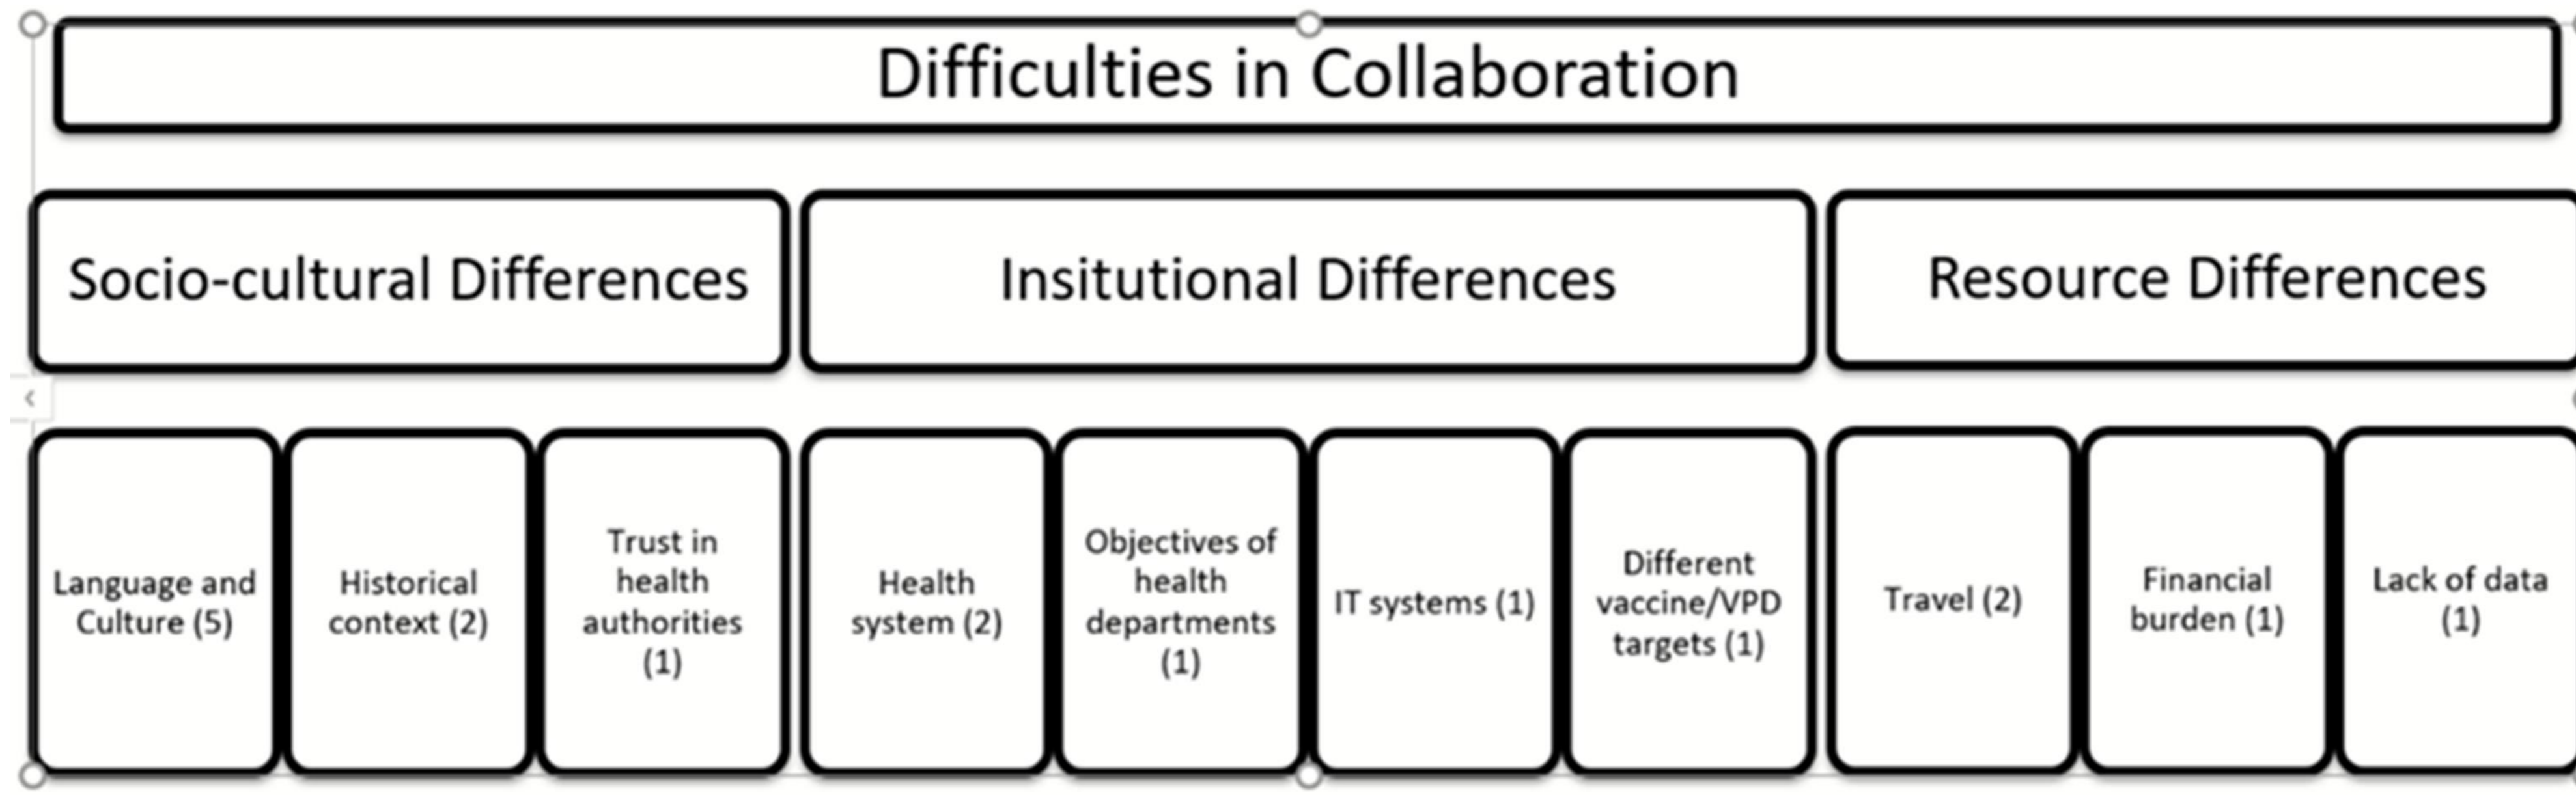 Difficulties in Collaboration
Socio-cultural Differences
Insitutional Differences
Resource Differences
Language and
Culture (5)
Historical
context (2)
Trust in
health
authorities
(1)
Health
system (2)
Objectives of
health
departments
(1)
IT systems (1)
Different
vaccine/VPD
targets (1)
Travel (2)
Financial
burden (1)
Lack of data
(1)